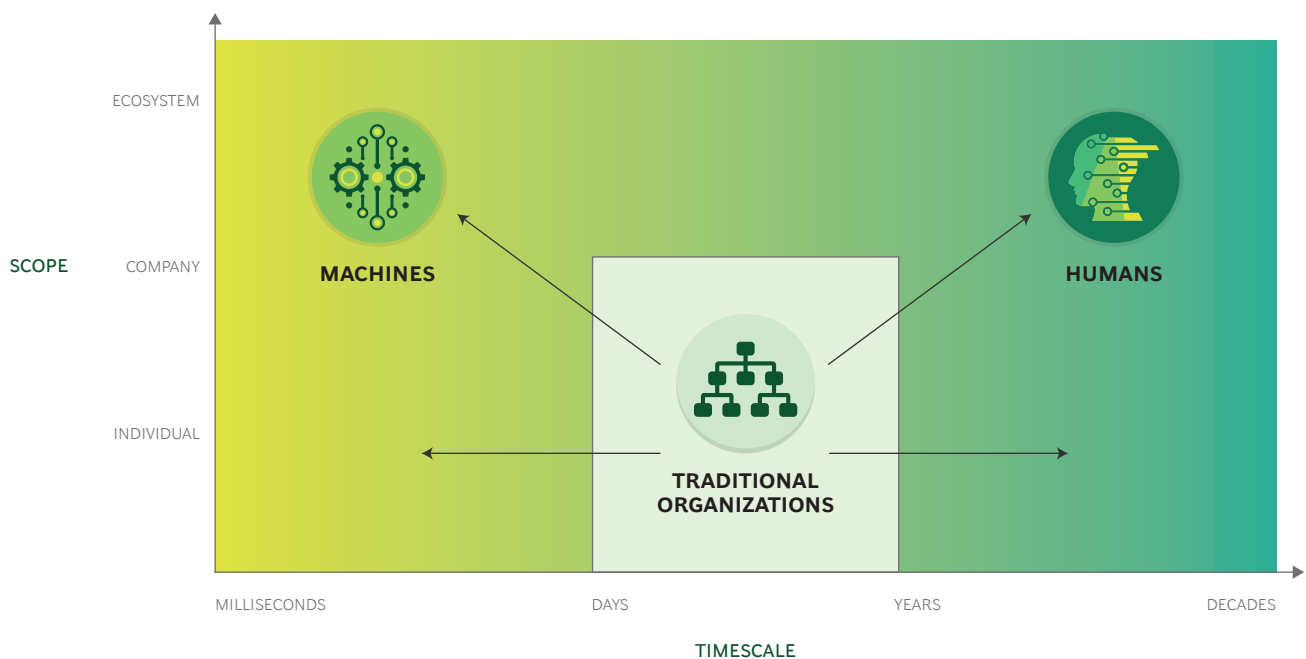 ECOSYSTEM
SCOPE
COMPANY
INDIVIDUAL
MACHINES
HUMANS
TRADITIONAL
ORGANIZATIONS
MILLISECONDS
DAYS
YEARS
DECADES
TIMESCALE